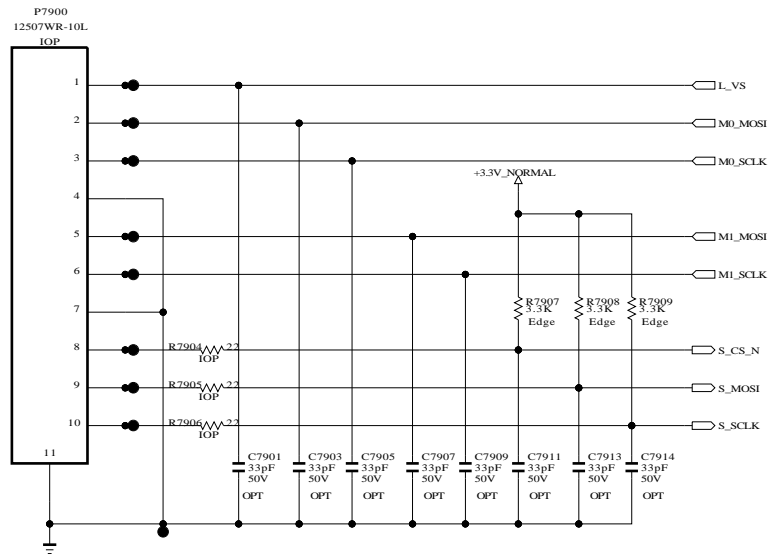 P7900
12507WR-10L
IOP
1
L_VS
2
M0_MOSI
3
M0_SCLK
+3.3V_NORMAL
4
5
M1_MOSI
6
M1_SCLK
R7907
3.3K
Edge
R7908
3.3K
Edge
R7909
3.3K
Edge
7
8
R7904
22
IOP
S_CS_N
9
R7905
22
IOP
S_MOSI
10
R7906
22
IOP
S_SCLK
11
C7901
33pF
50V
OPT
C7903
33pF
50V
OPT
C7905
33pF
50V
OPT
C7907
33pF
50V
OPT
C7909
33pF
50V
OPT
C7911
33pF
50V
OPT
C7913
33pF
50V
OPT
C7914
33pF
50V
OPT